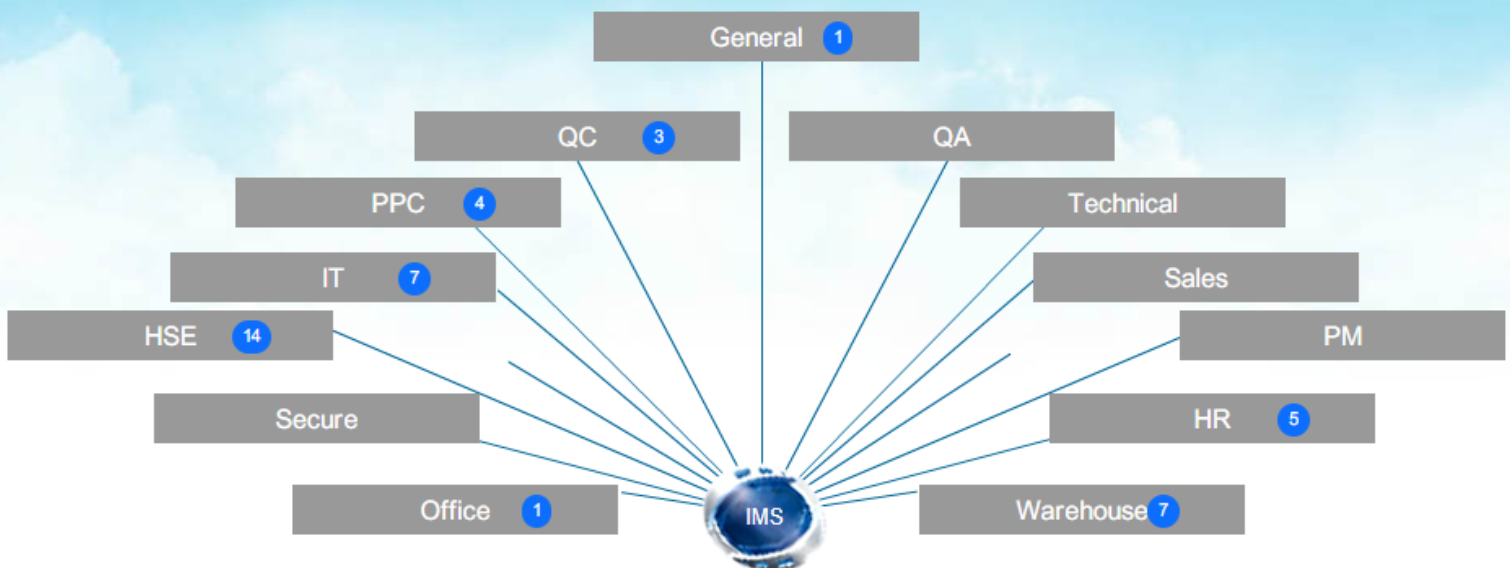 General 1
QC 3
QA
PPC 4
Technical
IT 7
Sales
HSE 14
PM
Secure
HR 5
Office 1
IMS
Warehouse 7